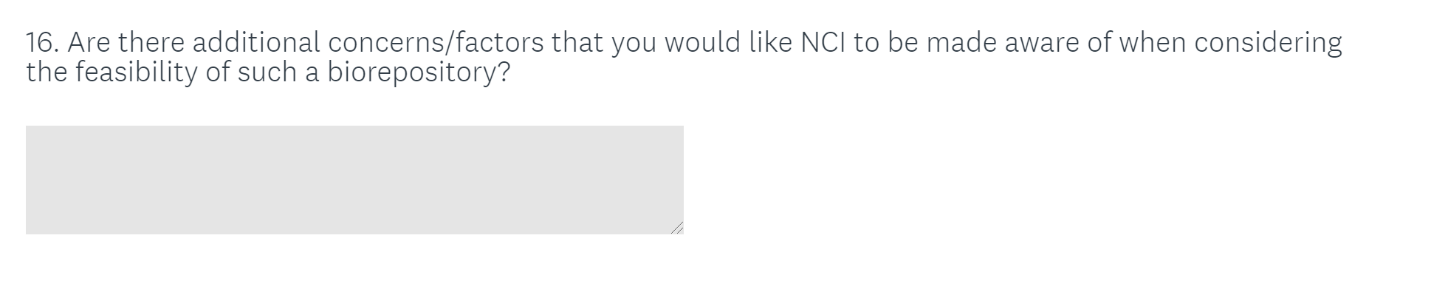 16. Are there additional concerns/factors that you would like NCI to be made aware of when considering
the feasibility of such a biorepository?